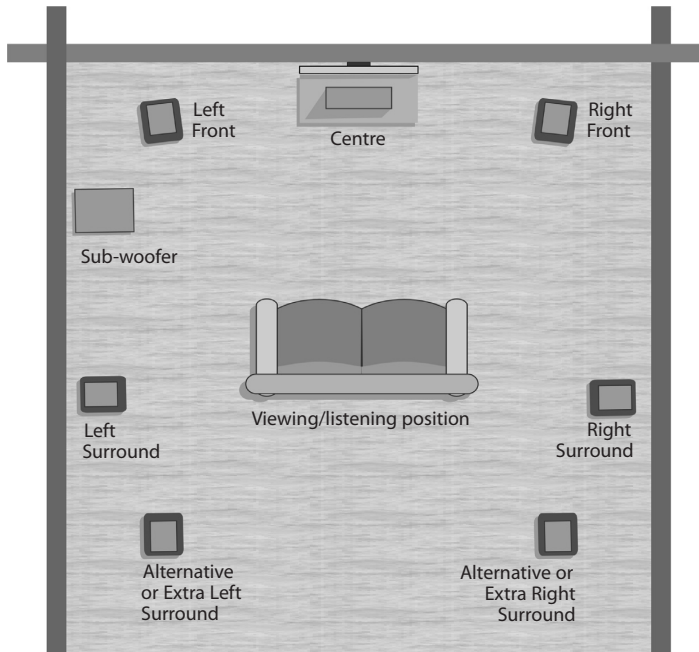 Left
Front
Centre
Right
Front
Sub-woofer
Viewing/listening position
Left
Surround
Right
Surround
Alternative
or Extra Left
Surround
Alternative or
Extra Right
Surround